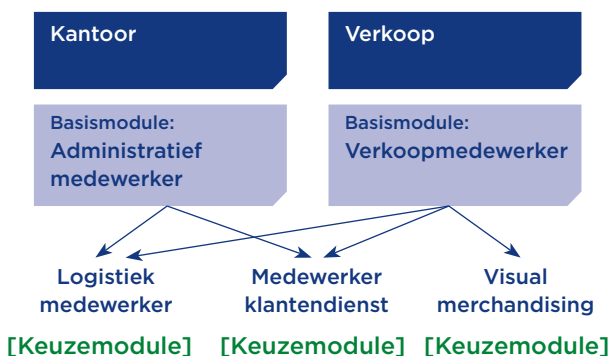 Kantoor
Verkoop
Basismodule:
Administratief
medewerker
Basismodule:
Verkoopmedewerker
Logistiek
medewerker
Medewerker
klantendienst
Visual
merchandising
[Keuzemodule]
[Keuzemodule]
[Keuzemodule]